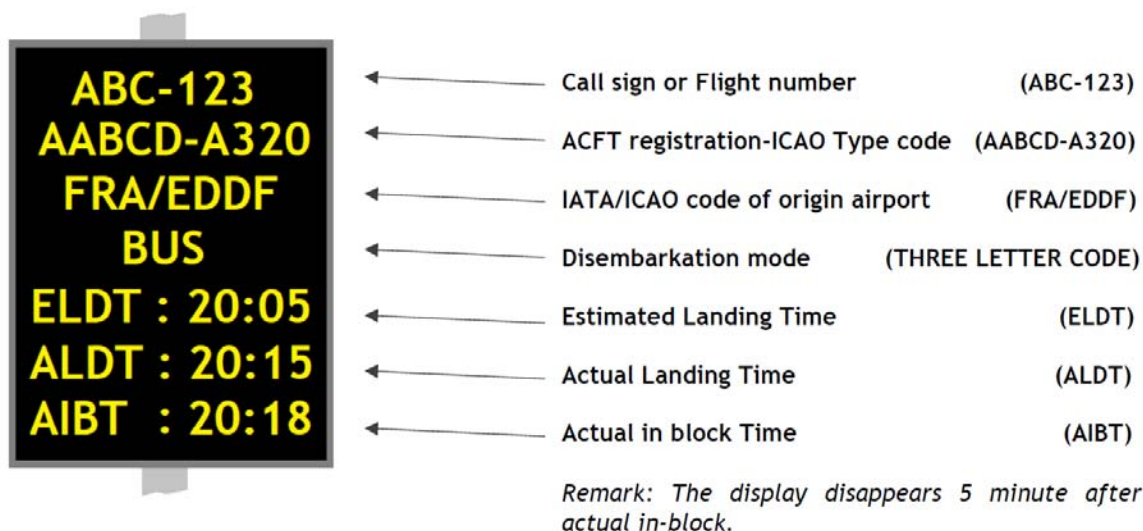 ABC-123
AABCD-A320
FRA/EDDF
BUS
ELDT : 20:05
ALDT : 20:15
AIBT : 20:18
Call sign or Flight number (ABC-123)
ACFT registration-ICAO Type code (AABCD-A320)
IATA/ICAO code of origin airport (FRA/EDDF)
Disembarkation mode (THREE LETTER CODE)
Estimated Landing Time (ELDT)
Actual Landing Time (ALDT)
Actual in block Time (AIBT)
Remark: The display disappears 5 minute after
actual in-block.